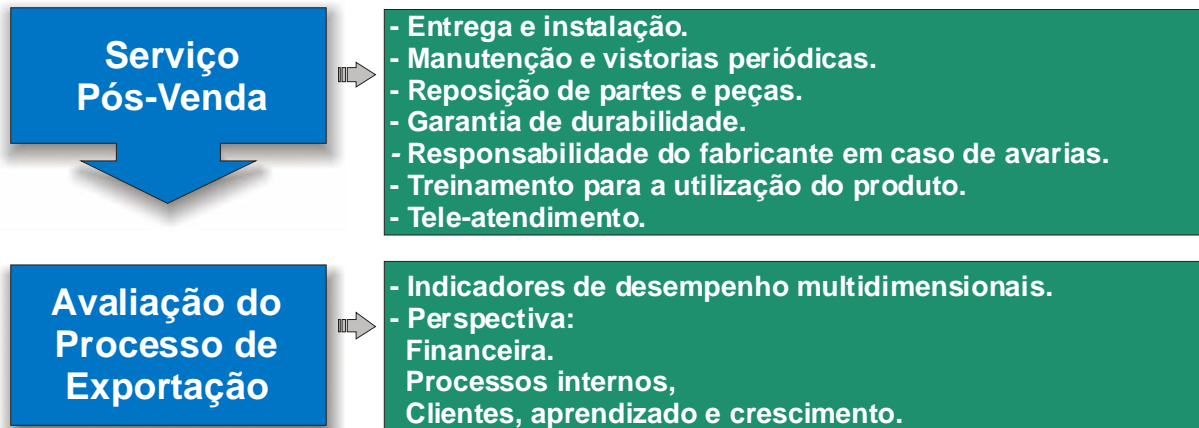 Serviço
Pós-Venda
- Entrega e instalação.
- Manutenção e vistorias periódicas.
- Reposição de partes e peças.
- Garantia de durabilidade.
- Responsabilidade do fabricante em caso de avarias.
- Treinamento para a utilização do produto.
- Tele-atendimento.
Avaliação do
Processo de
Exportação
- Indicadores de desempenho multidimensionais.
- Perspectiva:
Financeira.
Processos internos,
Clientes, aprendizado e crescimento.